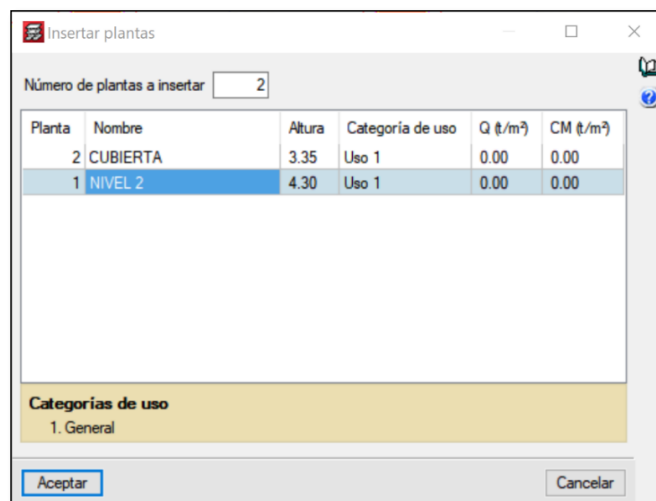 Insertar plantas
Número de plantas a insertar 2
Planta Nombre Altura Categoría de uso Q (t/m²) CM (t/m²)
2 CUBIERTA 3.35 Uso 1 0.00 0.00
1 NIVEL 2 4.30 Uso 1 0.00 0.00
Categorías de uso
1. General
Aceptar Cancelar